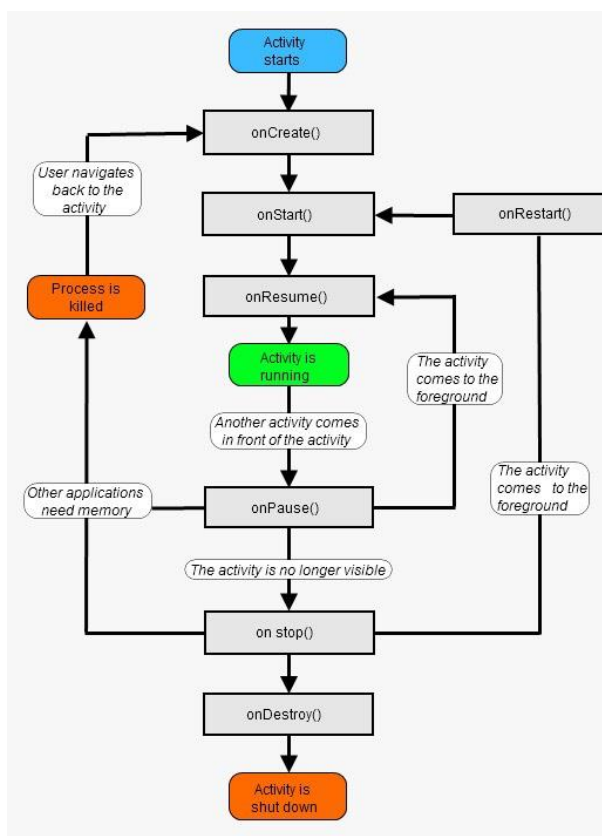 Activity
starts
onCreate()
User navigates
back to the
activity
onStart()
onRestart()
Process is
killed
onResume()
Activity is
running
The activity
comes to the
foreground
Another activity comes
in front of the activity
The activity
comes to the
foreground
Other applications
need memory
onPause()
The activity is no longer visible
on stop()
onDestroy()
Activity is
shut down